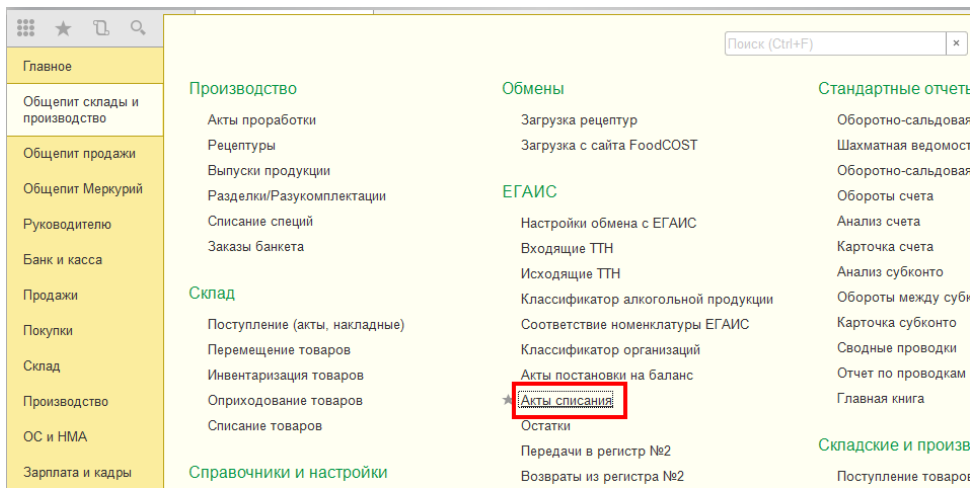 Поиск (Ctrl+F)
×
Главное
Общепит склады и
производство
Общепит продажи
Общепит Меркурий
Руководителю
Банк и касса
Продажи
Покупки
Склад
Производство
ОС и НМА
Зарплата и кадры
Производство
Акты проработки
Рецептуры
Выпуски продукции
Разделки/Разукомплектации
Списание специй
Заказы банкета
Склад
Поступление (акты, накладные)
Перемещение товаров
Инвентаризация товаров
Оприходование товаров
Списание товаров
Справочники и настройки
Обмены
Загрузка рецептур
Загрузка с сайта FoodCOST
ЕГАИС
Настройки обмена с ЕГАИС
Входящие ТТН
Исходящие ТТН
Классификатор алкогольной продукции
Соответствие номенклатуры ЕГАИС
Классификатор организаций
Акты постановки на баланс
Акты списания
Остатки
Передачи в регистр №2
Возвраты из регистра №2
Стандартные отчеты
Оборотно-сальдовая
Шахматная ведомост
Оборотно-сальдовая
Обороты счета
Анализ счета
Карточка счета
Анализ субконто
Обороты между субк
Карточка субконто
Сводные проводки
Отчет по проводкам
Главная книга
Складские и произв
Поступление товаров